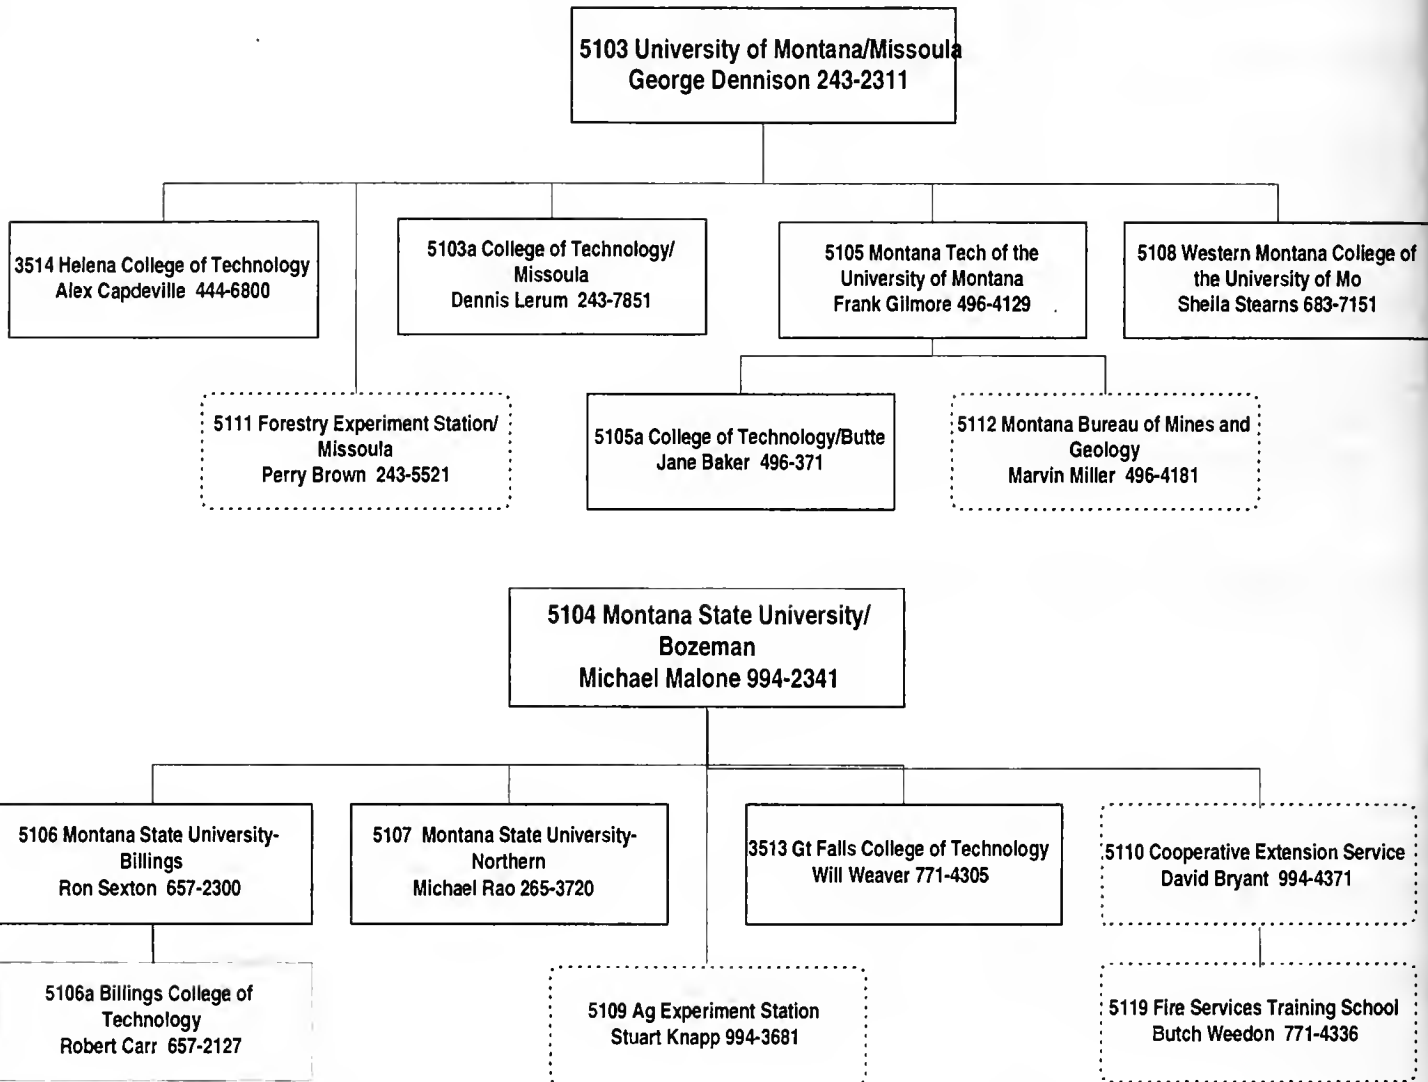 5103 University of Montana/Missoula
George Dennison 243-2311
3514 Helena College of Technology
Alex Capdeville 444-6800
5103a College of Technology/
Missoula
Dennis Lerum 243-7851
5105 Montana Tech of the
University of Montana
Frank Gilmore 496-4129
5108 Western Montana College of
the University of Mo
Sheila Stearns 683-7151
5111 Forestry Experiment Station/
Missoula
Perry Brown 243-5521
5105a College of Technology/Butte
Jane Baker 496-371
5112 Montana Bureau of Mines and
Geology
Marvin Miller 496-4181
5104 Montana State University/
Bozeman
Michael Malone 994-2341
5106 Montana State University-
Billings
Ron Sexton 657-2300
5107 Montana State University-
Northern
Michael Rao 265-3720
3513 Gt Falls College of Technology
Will Weaver 771-4305
5110 Cooperative Extension Service
David Bryant 994-4371
5106a Billings College of
Technology
Robert Carr 657-2127
5109 Ag Experiment Station
Stuart Knapp 994-3681
5119 Fire Services Training School
Butch Weedon 771-4336